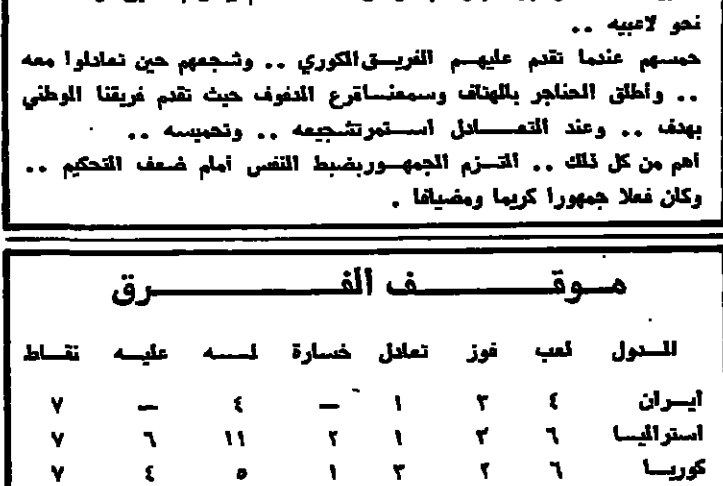 نحو لاعبيه ..
حمسهم عندما تقدم عليهم الفريق الكوري .. وشجعهم حين تعادلوا معه
.. وأطلق الحناجر بالهتاف وسمعنا قرع الدفوف حيث تقدم فريقنا الوطني
بهدف .. وعند التعادل استمر تشجيعه .. وتحميسه ..
أهم من كل ذلك .. التزم الجمهور بضبط النفس أمام ضعف التحكيم ..
وكان فعلا جمهورا كريما ومضيافا .
موقف الفرق
الدول لعب فوز تعادل خسارة لـه عليه نقاط
ايران ٤ ٣ ١ — ٤ — ٧
استراليا ٦ ٣ ١ ٢ ١١ ٦ ٧
كوريا ٦ ٢ ٣ ١ ٥ ٤ ٧